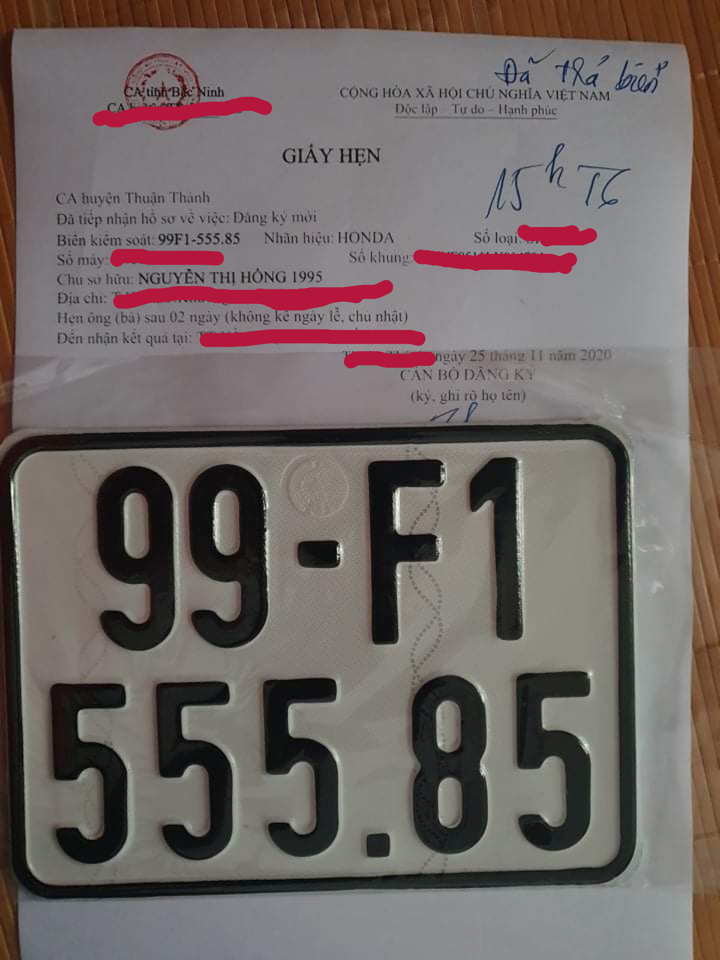 Đã trả biển
CA tỉnh Bắc Ninh
CỘNG HÒA XÃ HỘI CHỦ NGHĨA VIỆT NAM
Độc lập – Tự do – Hạnh phúc
GIẤY HẸN
15h T6
CA huyện Thuận Thành
Đã tiếp nhận hồ sơ về việc: Đăng ký mới
Biển kiểm soát: 99F1-555.85 Nhãn hiệu: HONDA Số loại:
Số máy: Số khung:
Chu sơ hữu: NGUYỄN THỊ HỒNG 1995
Địa chỉ:
Hẹn ông (bà) sau 02 ngày (không kể ngày lễ, chu nhật)
Đến nhận kết quả tại:
ngày 25 tháng 11 năm 2020
CÁN BỘ ĐĂNG KÝ
(ký, ghi rõ họ tên)
99-F1
555.85